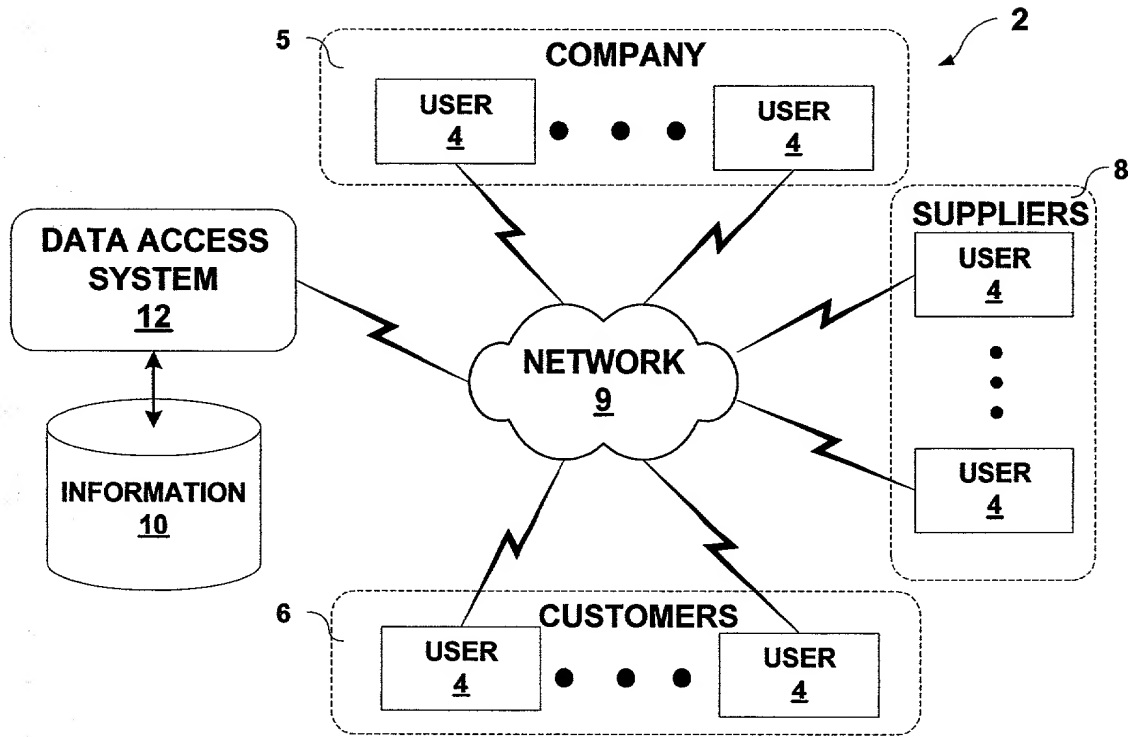 2
5
COMPANY
USER
4
USER
4
8
SUPPLIERS
USER
4
USER
4
DATA ACCESS
SYSTEM
12
NETWORK
9
INFORMATION
10
6
CUSTOMERS
USER
4
USER
4